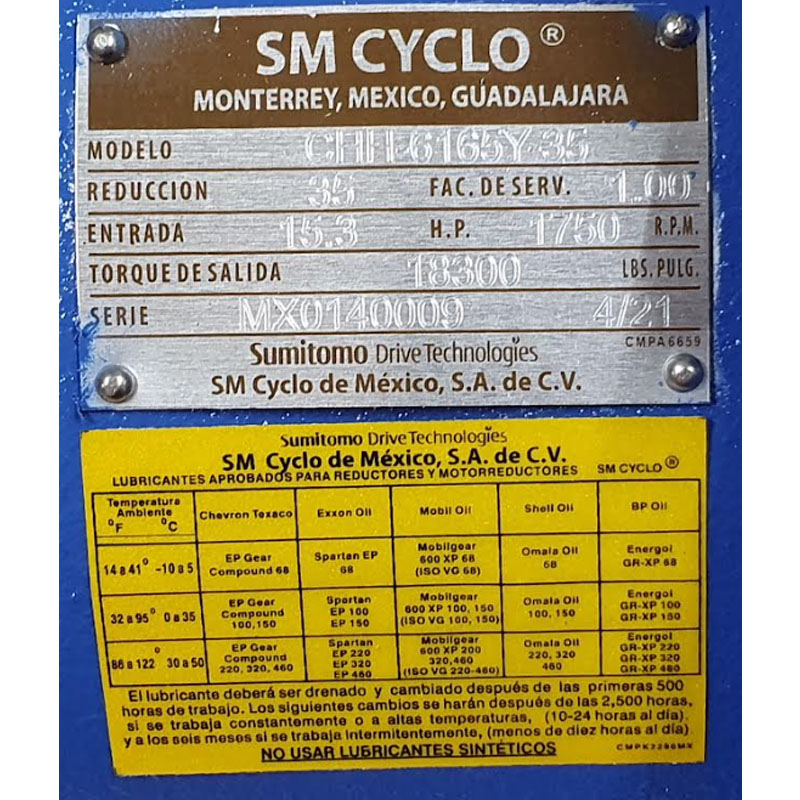 SM CYCLO®
MONTERREY, MEXICO, GUADALAJARA
MODELO CHH-6165Y-35
REDUCCION 35 FAC. DE SERV. 1.00
ENTRADA 15.3 H.P. 1750 R.P.M.
TORQUE DE SALIDA 18300 LBS. PULG.
SERIE MX0140009 4/21
CMPA6659
Sumitomo Drive Technologies
SM Cyclo de México, S.A. de C.V.
Sumitomo Drive Technologies
SM Cyclo de México, S.A. de C.V.
LUBRICANTES APROBADOS PARA REDUCTORES Y MOTORREDUCTORES SM CYCLO®
Temperatura
Ambiente
°F °C
Chevron Texaco
Exxon Oil
Mobil Oil
Shell Oil
BP Oil
14 a 41° -10 a 5
EP Gear
Compound 68
Spartan EP
68
Mobilgear
600 XP 68
(ISO VG 68)
Omala Oil
68
Energol
GR-XP 68
32 a 95° 0 a 35
EP Gear
Compound
100,150
Spartan
EP 100
EP 150
Mobilgear
600 XP 100, 150
(ISO VG 100, 150)
Omala Oil
100, 150
Energol
GR-XP 100
GR-XP 150
86 a 122° 30 a 50
EP Gear
Compound
220, 320, 460
Spartan
EP 220
EP 320
EP 460
Mobilgear
600 XP 200
320,460
(ISO VG 220-460)
Omala Oil
220, 320
460
Energol
GR-XP 220
GR-XP 320
GR-XP 460
El lubricante deberá ser drenado y cambiado después de las primeras 500
horas de trabajo. Los siguientes cambios se harán después de las 2,500 horas,
si se trabaja constantemente o a altas temperaturas, (10-24 horas al día).
y a los seis meses si se trabaja intermitentemente, (menos de diez horas al día)
NO USAR LUBRICANTES SINTÉTICOS
CMPK2286MX